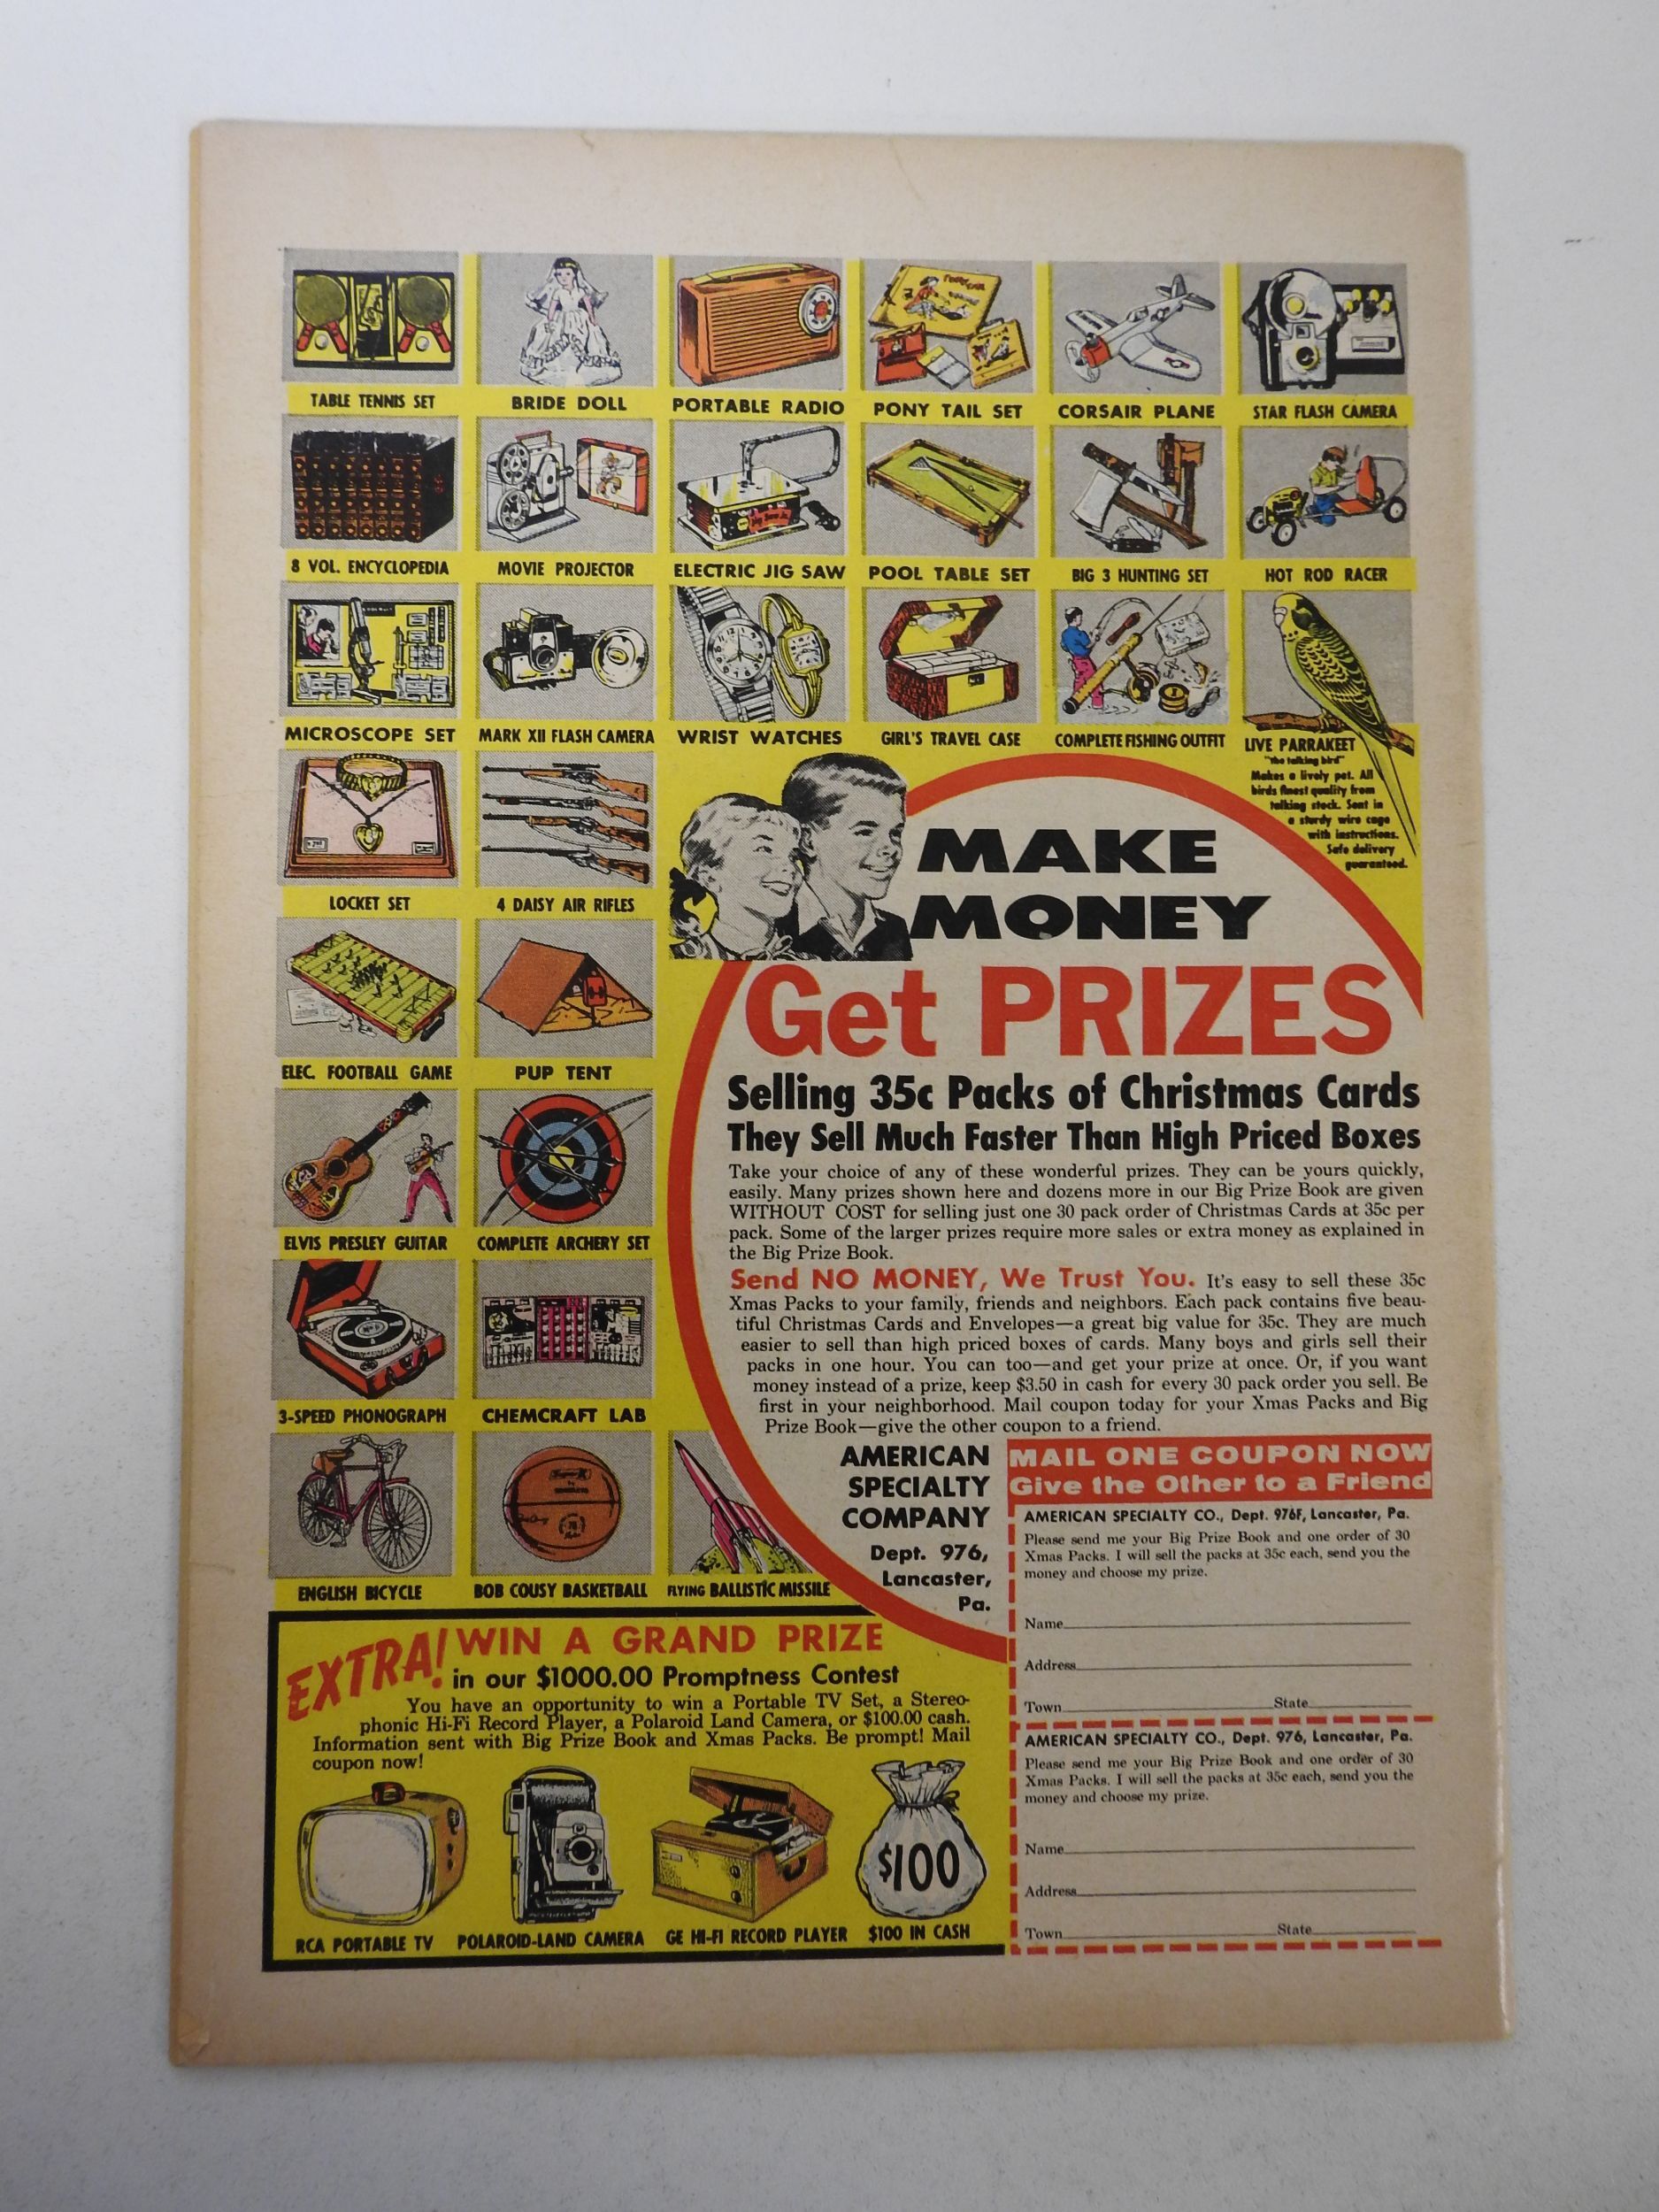 TABLE TENNIS SET
BRIDE DOLL
PORTABLE RADIO
PONY TAIL SET
CORSAIR PLANE
STAR FLASH CAMERA
8 VOL. ENCYCLOPEDIA
MOVIE PROJECTOR
ELECTRIC JIG SAW
POOL TABLE SET
BIG 3 HUNTING SET
HOT ROD RACER
MICROSCOPE SET
MARK XII FLASH CAMERA
WRIST WATCHES
GIRL'S TRAVEL CASE
COMPLETE FISHING OUTFIT
LIVE PARRAKEET
"the talking bird"
Makes a lively pet. All
birds finest quality from
talking stock. Sent in
a sturdy wire cage
with instructions.
Safe delivery
guaranteed.
LOCKET SET
4 DAISY AIR RIFLES
ELEC. FOOTBALL GAME
PUP TENT
ELVIS PRESLEY GUITAR
COMPLETE ARCHERY SET
3-SPEED PHONOGRAPH
CHEMCRAFT LAB
ENGLISH BICYCLE
BOB COUSY BASKETBALL
FLYING BALLISTIC MISSILE
MAKE
MONEY
Get PRIZES
Selling 35c Packs of Christmas Cards
They Sell Much Faster Than High Priced Boxes
Take your choice of any of these wonderful prizes. They can be yours quickly,
easily. Many prizes shown here and dozens more in our Big Prize Book are given
WITHOUT COST for selling just one 30 pack order of Christmas Cards at 35c per
pack. Some of the larger prizes require more sales or extra money as explained in
the Big Prize Book.
Send NO MONEY, We Trust You. It's easy to sell these 35c
Xmas Packs to your family, friends and neighbors. Each pack contains five beau-
tiful Christmas Cards and Envelopes—a great big value for 35c. They are much
easier to sell than high priced boxes of cards. Many boys and girls sell their
packs in one hour. You can too—and get your prize at once. Or, if you want
money instead of a prize, keep $3.50 in cash for every 30 pack order you sell. Be
first in your neighborhood. Mail coupon today for your Xmas Packs and Big
Prize Book—give the other coupon to a friend.
AMERICAN
SPECIALTY
COMPANY
Dept. 976,
Lancaster,
Pa.
MAIL ONE COUPON NOW
Give the Other to a Friend
AMERICAN SPECIALTY CO., Dept. 976F, Lancaster, Pa.
Please send me your Big Prize Book and one order of 30
Xmas Packs. I will sell the packs at 35c each, send you the
money and choose my prize.
Name
Address
Town State
AMERICAN SPECIALTY CO., Dept. 976, Lancaster, Pa.
Please send me your Big Prize Book and one order of 30
Xmas Packs. I will sell the packs at 35c each, send you the
money and choose my prize.
Name
Address
Town State
EXTRA! WIN A GRAND PRIZE
in our $1000.00 Promptness Contest
You have an opportunity to win a Portable TV Set, a Stereo-
phonic Hi-Fi Record Player, a Polaroid Land Camera, or $100.00 cash.
Information sent with Big Prize Book and Xmas Packs. Be prompt! Mail
coupon now!
$100
RCA PORTABLE TV
POLAROID-LAND CAMERA
GE HI-FI RECORD PLAYER
$100 IN CASH